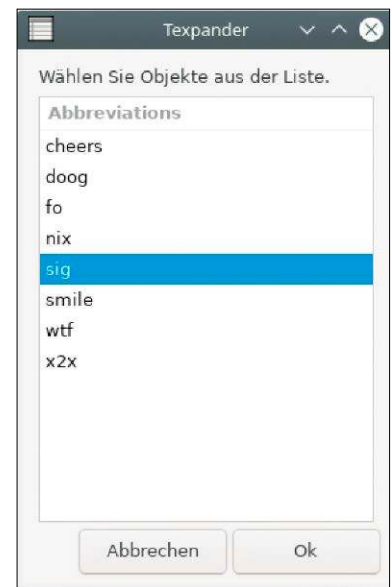 Texpander
Wählen Sie Objekte aus der Liste.
Abbreviations
cheers
doog
fo
nix
sig
smile
wtf
x2x
Abbrechen Ok